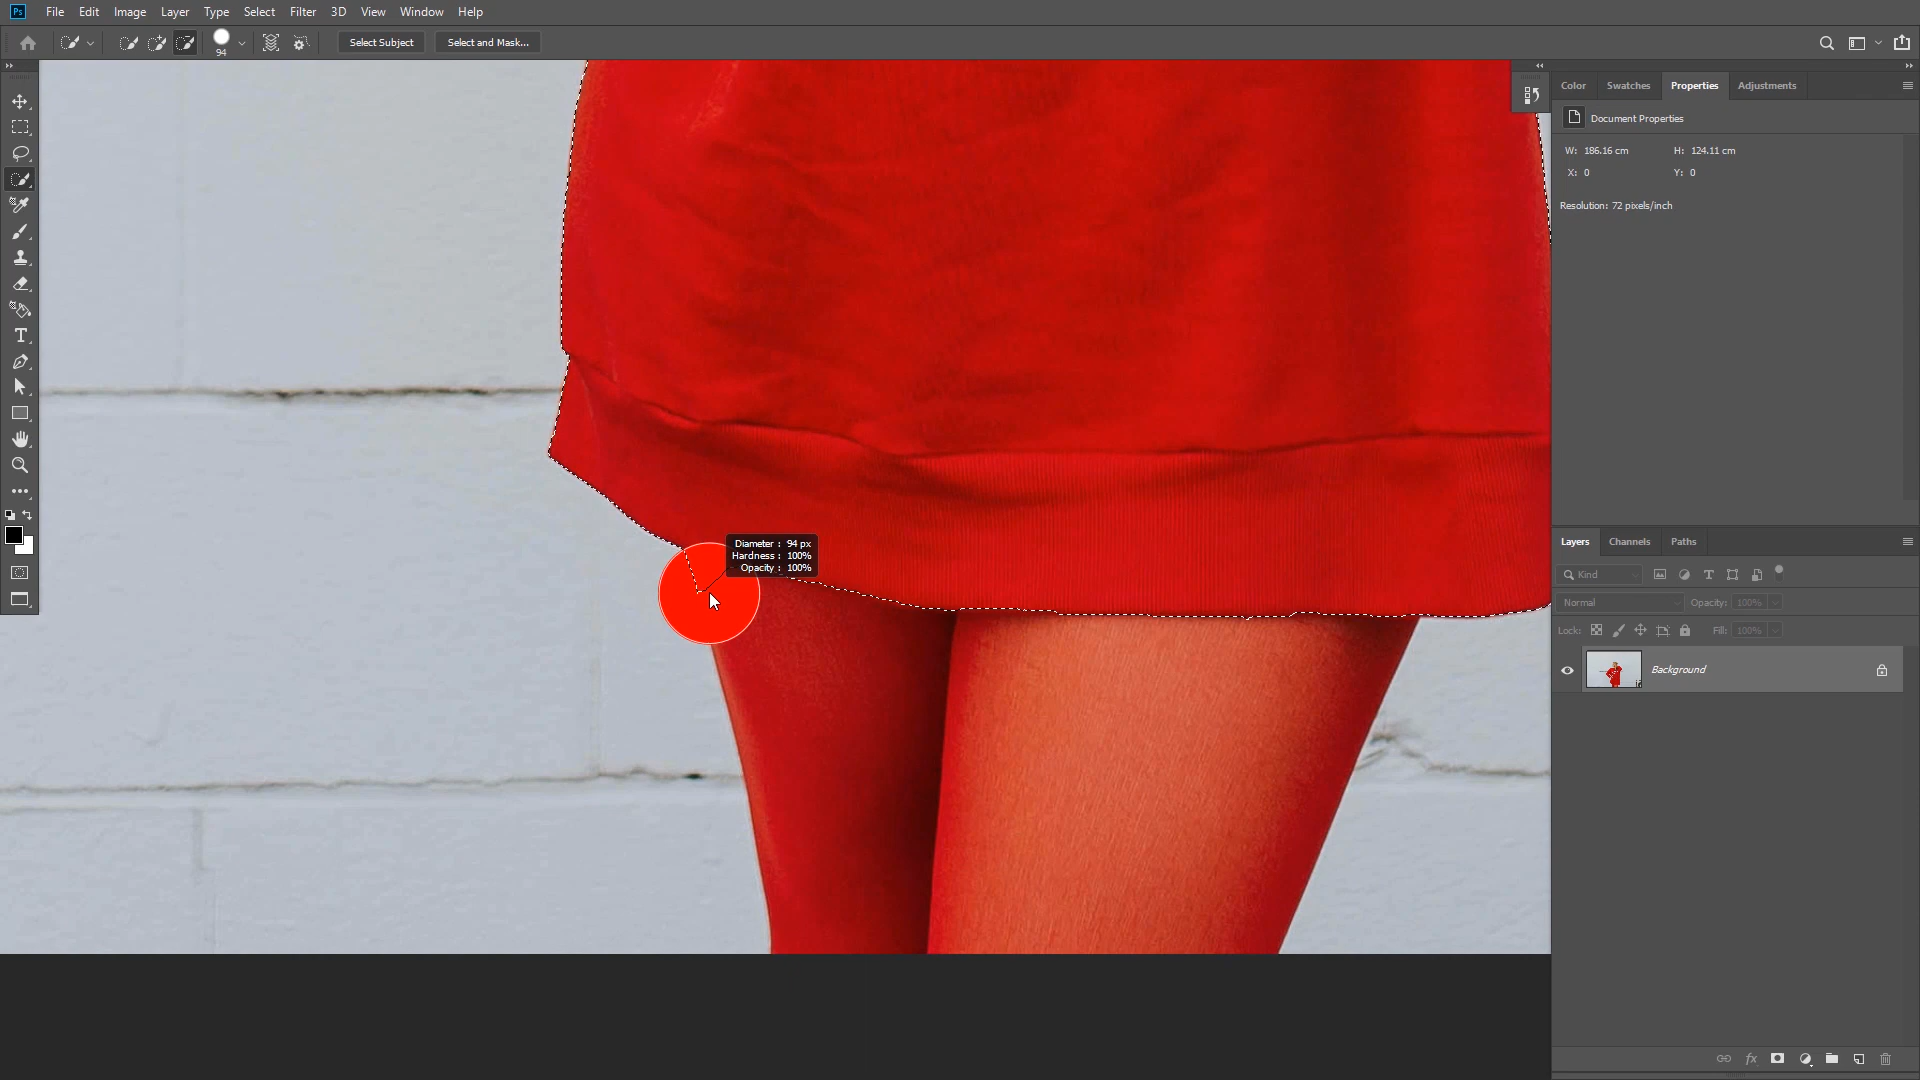 Ps File Edit Image Layer Type Select Filter 3D View Window Help
94 Select Subject Select and Mask...
Color Swatches Properties Adjustments
Document Properties
W: 186.16 cm H: 124.11 cm
X: 0 Y: 0
Resolution: 72 pixels/inch
Diameter : 94 px
Hardness : 100%
Opacity : 100%
Layers Channels Paths
Kind
Normal Opacity: 100%
Lock: Fill: 100%
Background
fx